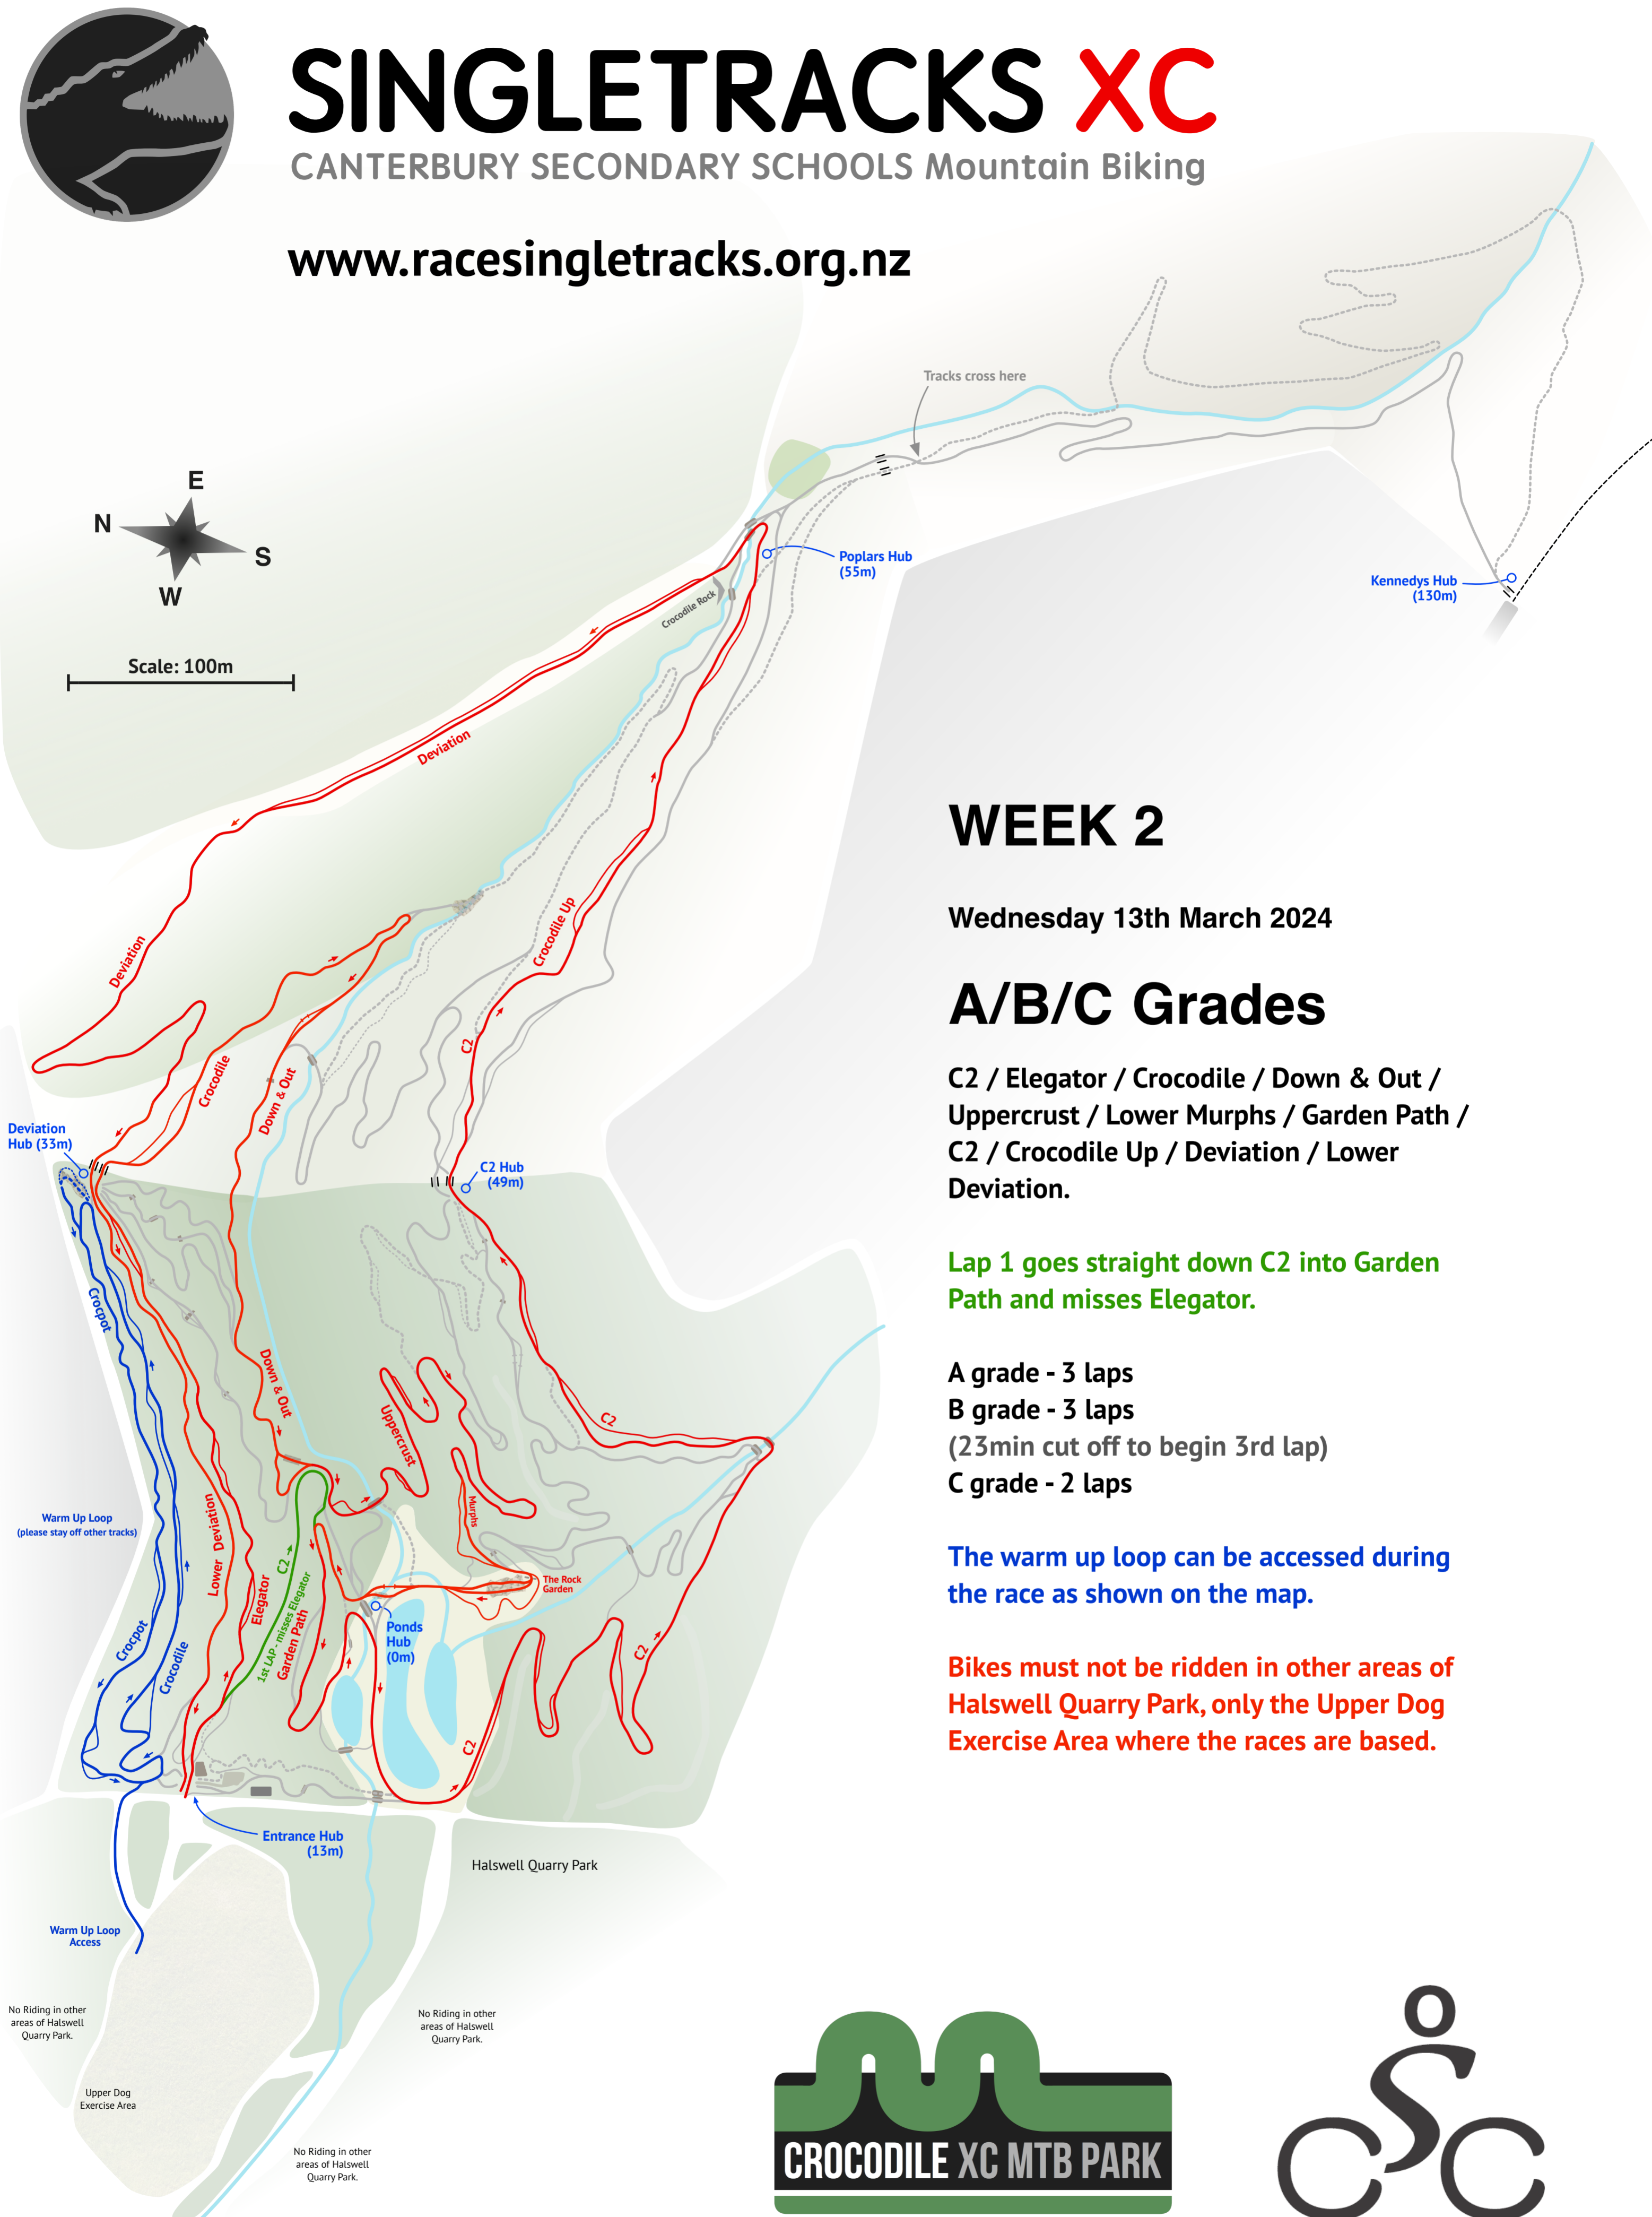 SINGLETRACKS XC
CANTERBURY SECONDARY SCHOOLS Mountain Biking
www.racesingletracks.org.nz
Tracks cross here
E
N
S
W
Poplars Hub
(55m)
Kennedys Hub
(130m)
Crocodile Rock
Scale: 100m
Deviation
WEEK 2
Wednesday 13th March 2024
A/B/C Grades
C2 / Elegator / Crocodile / Down & Out /
Uppercrust / Lower Murphs / Garden Path /
C2 / Crocodile Up / Deviation / Lower
Deviation.
Lap 1 goes straight down C2 into Garden
Path and misses Elegator.
A grade - 3 laps
B grade - 3 laps
(23min cut off to begin 3rd lap)
C grade - 2 laps
The warm up loop can be accessed during
the race as shown on the map.
Bikes must not be ridden in other areas of
Halswell Quarry Park, only the Upper Dog
Exercise Area where the races are based.
Crocodile Up
Deviation
C2
Crocodile
Down & Out
Deviation
Hub (33m)
C2 Hub
(49m)
Crocpot
Down & Out
Uppercrust
C2
Murphs
Warm Up Loop
(please stay off other tracks)
Lower Deviation
Elegator
C2
1st LAP - misses Elegator
Garden Path
The Rock
Garden
Ponds
Hub
(0m)
Crocpot
Crocodile
C2
C2
Entrance Hub
(13m)
Halswell Quarry Park
Warm Up Loop
Access
No Riding in other
areas of Halswell
Quarry Park.
No Riding in other
areas of Halswell
Quarry Park.
Upper Dog
Exercise Area
No Riding in other
areas of Halswell
Quarry Park.
CROCODILE XC MTB PARK
CSC